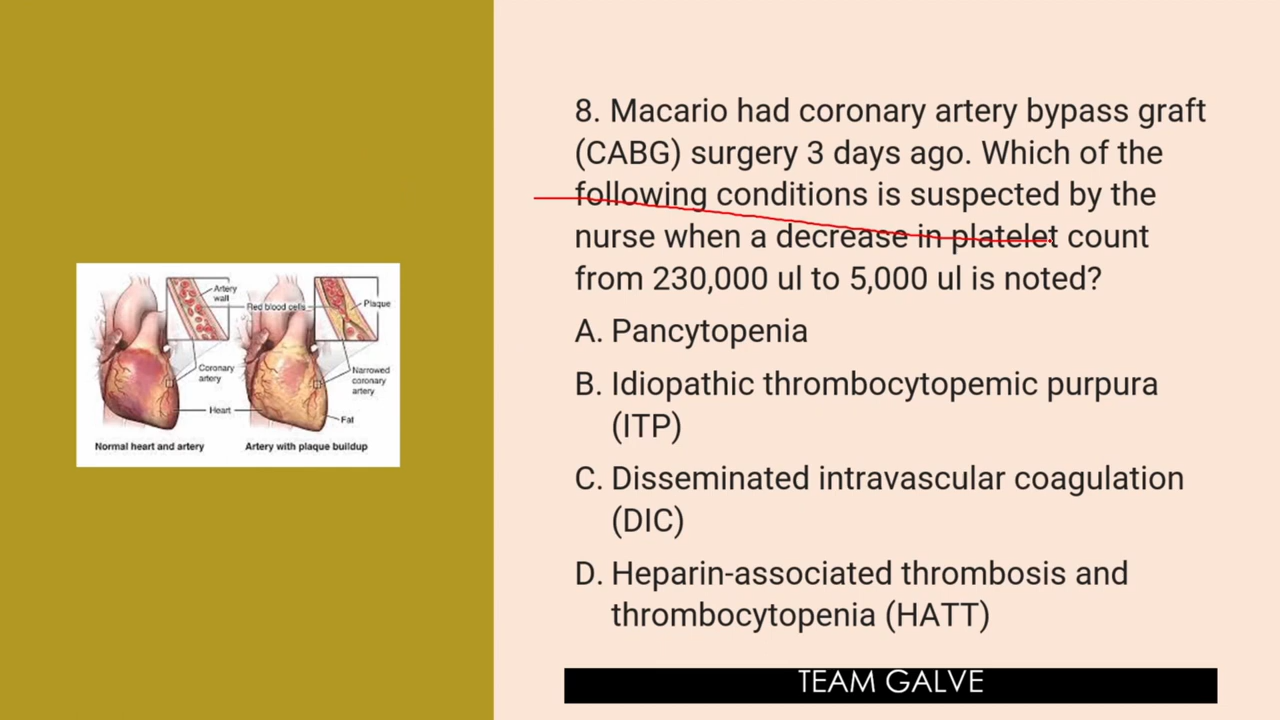 Artery
wall
Red blood cells
Plaque
Coronary
artery
Narrowed
coronary
artery
Heart
Fat
Normal heart and artery
Artery with plaque buildup
8. Macario had coronary artery bypass graft
(CABG) surgery 3 days ago. Which of the
following conditions is suspected by the
nurse when a decrease in platelet count
from 230,000 ul to 5,000 ul is noted?
A. Pancytopenia
B. Idiopathic thrombocytopemic purpura
(ITP)
C. Disseminated intravascular coagulation
(DIC)
D. Heparin-associated thrombosis and
thrombocytopenia (HATT)
TEAM GALVE